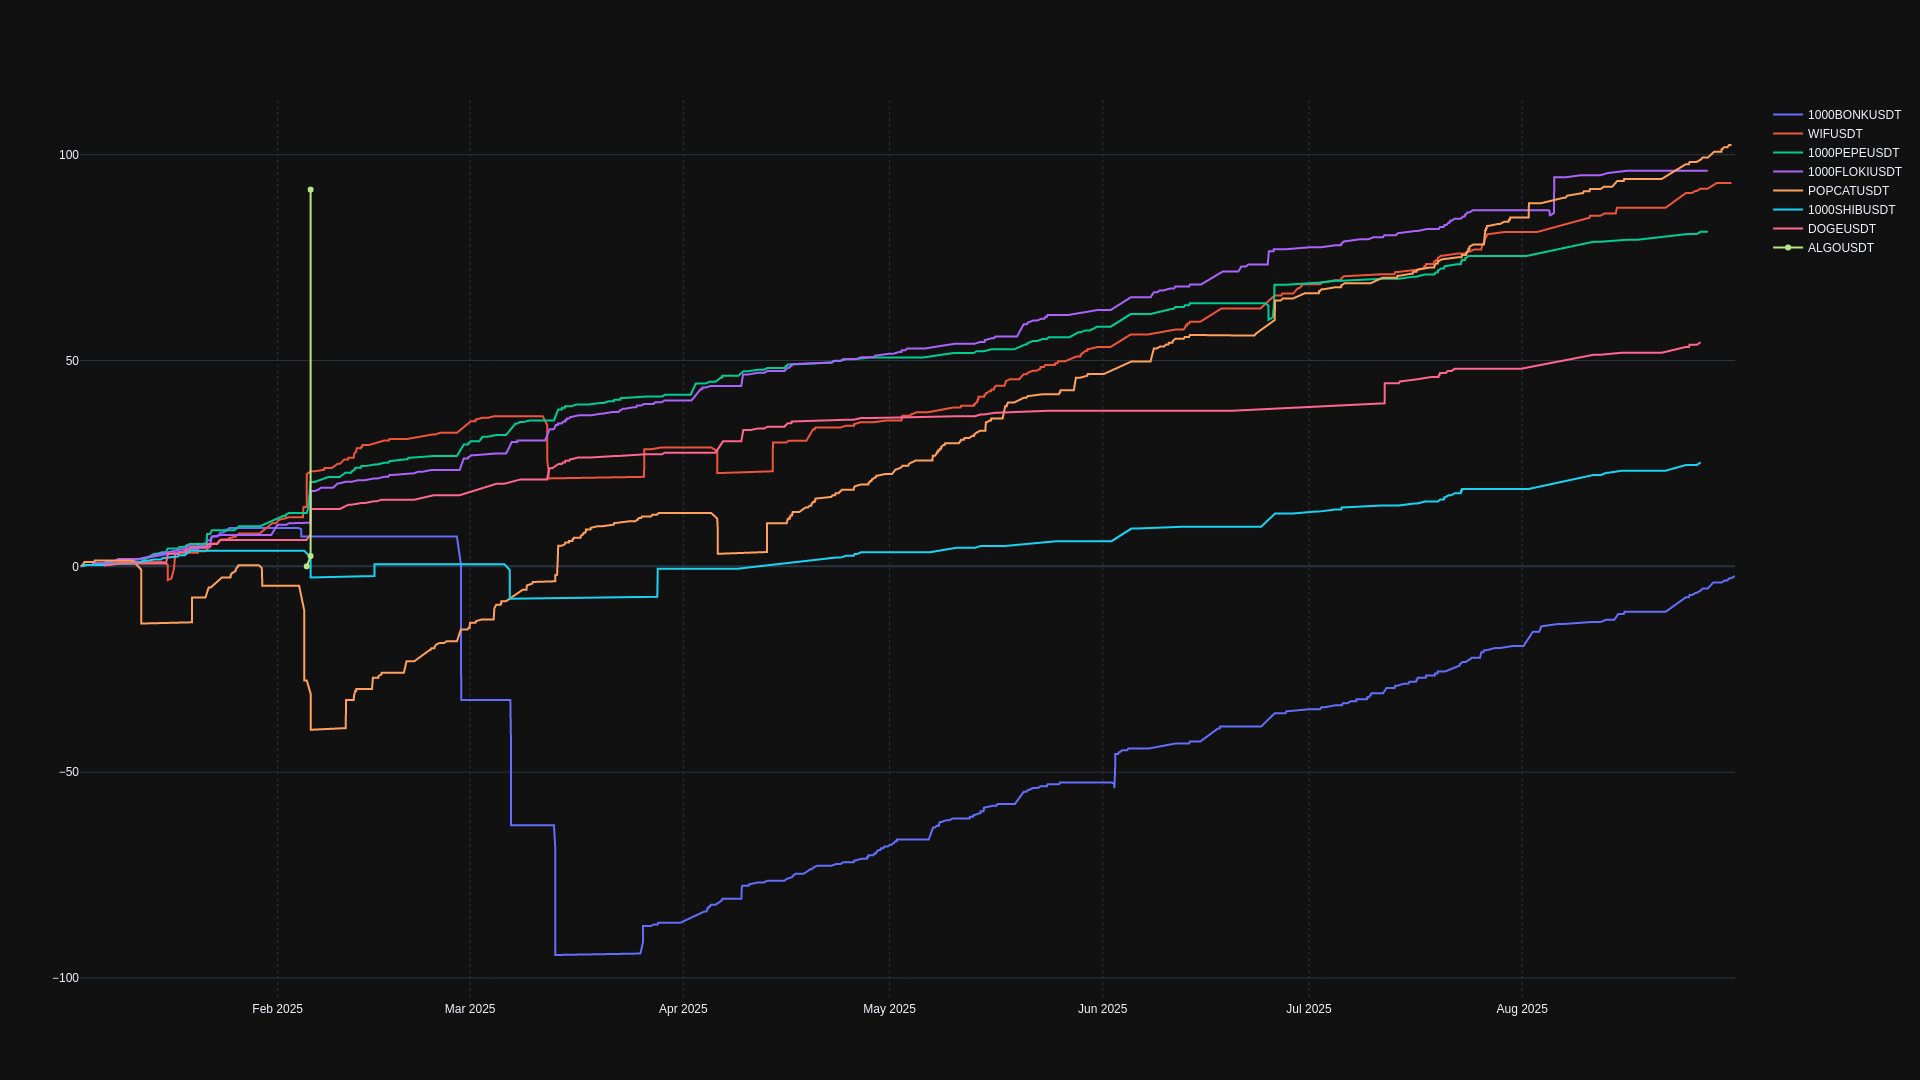 100
50
0
−50
−100
Feb 2025
Mar 2025
Apr 2025
May 2025
Jun 2025
Jul 2025
Aug 2025
1000BONKUSDT
WIFUSDT
1000PEPEUSDT
1000FLOKIUSDT
POPCATUSDT
1000SHIBUSDT
DOGEUSDT
ALGOUSDT